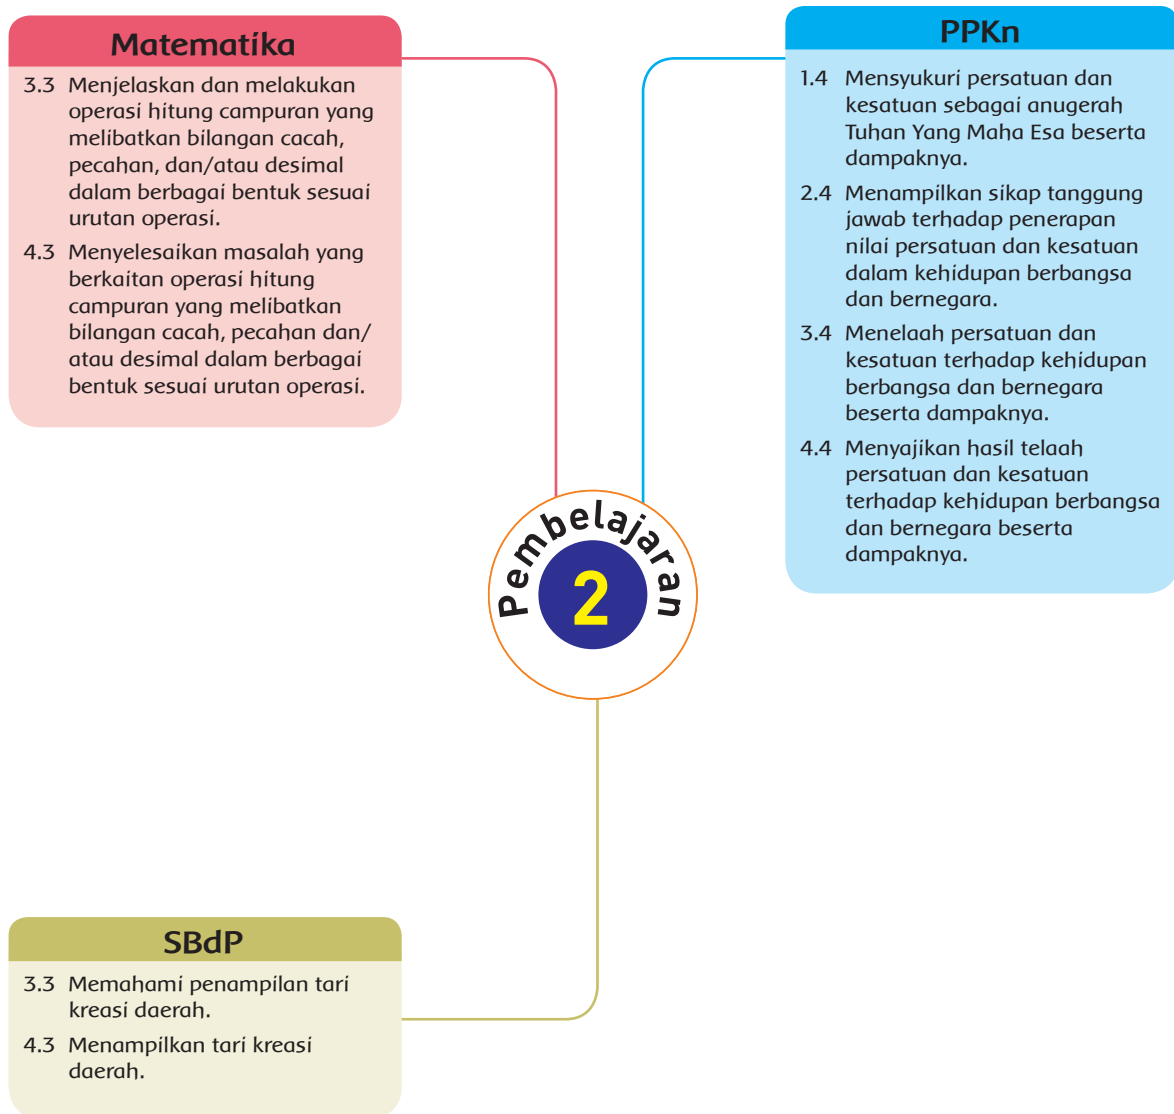 Matematika
3.3 Menjelaskan dan melakukan
operasi hitung campuran yang
melibatkan bilangan cacah,
pecahan, dan/atau desimal
dalam berbagai bentuk sesuai
urutan operasi.
4.3 Menyelesaikan masalah yang
berkaitan operasi hitung
campuran yang melibatkan
bilangan cacah, pecahan dan/
atau desimal dalam berbagai
bentuk sesuai urutan operasi.
PPKn
1.4 Mensyukuri persatuan dan
kesatuan sebagai anugerah
Tuhan Yang Maha Esa beserta
dampaknya.
2.4 Menampilkan sikap tanggung
jawab terhadap penerapan
nilai persatuan dan kesatuan
dalam kehidupan berbangsa
dan bernegara.
3.4 Menelaah persatuan dan
kesatuan terhadap kehidupan
berbangsa dan bernegara
beserta dampaknya.
4.4 Menyajikan hasil telaah
persatuan dan kesatuan
terhadap kehidupan berbangsa
dan bernegara beserta
dampaknya.
Pembelajaran
2
SBdP
3.3 Memahami penampilan tari
kreasi daerah.
4.3 Menampilkan tari kreasi
daerah.